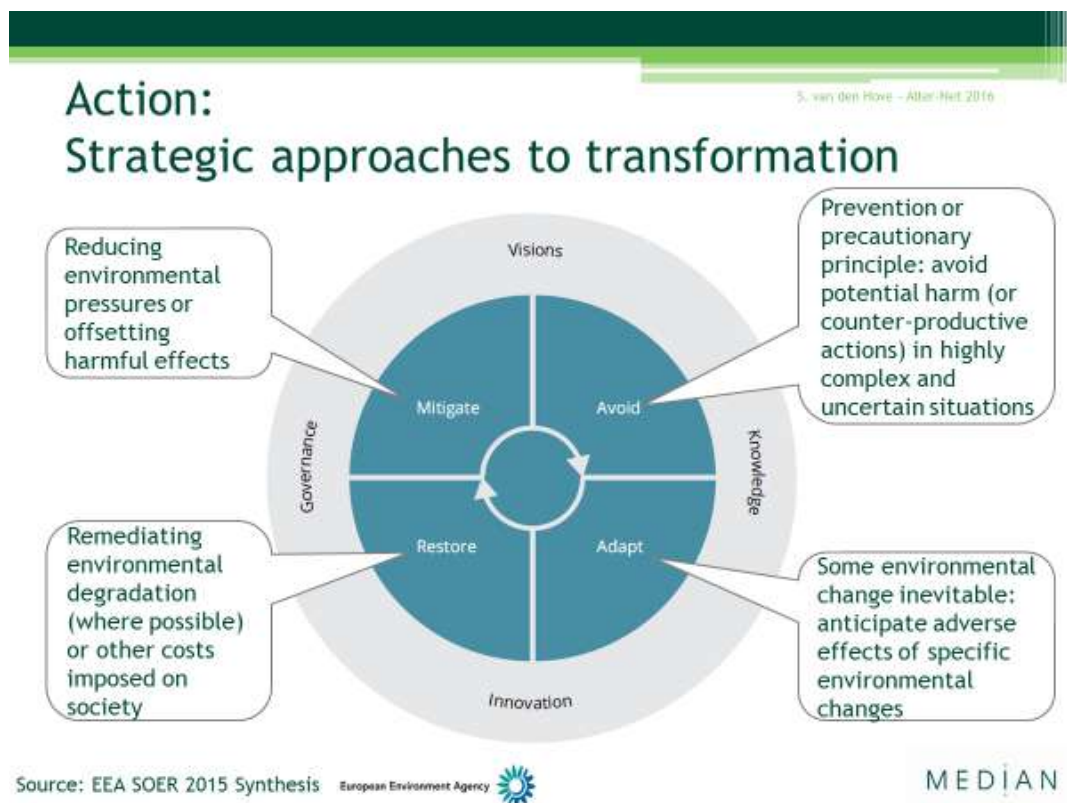 S. van den Hove - Alter-Net 2016
Action:
Strategic approaches to transformation
Reducing
environmental
pressures or
offsetting
harmful effects
Prevention or
precautionary
principle: avoid
potential harm (or
counter-productive
actions) in highly
complex and
uncertain situations
Visions
Mitigate
Avoid
Governance
Knowledge
Restore
Adapt
Innovation
Remediating
environmental
degradation
(where possible)
or other costs
imposed on
society
Some environmental
change inevitable:
anticipate adverse
effects of specific
environmental
changes
Source: EEA SOER 2015 Synthesis
European Environment Agency
MEDIAN